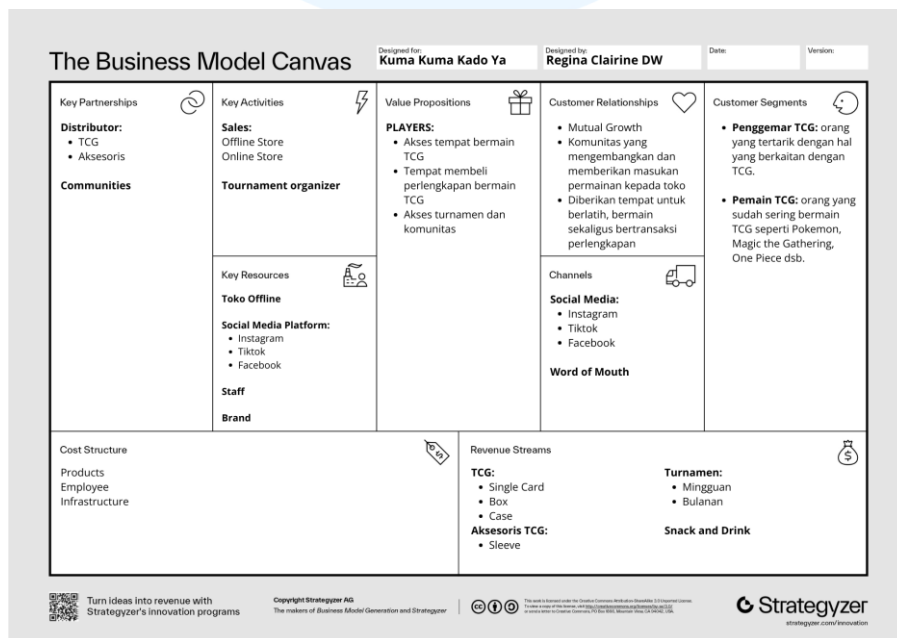 The Business Model Canvas
Designed for:
Kuma Kuma Kado Ya
Designed by:
Regina Clairine DW
Date:
Version:
Key Partnerships
Distributor:
• TCG
• Aksesoris
Communities
Key Activities
Sales:
Offline Store
Online Store
Tournament organizer
Key Resources
Toko Offline
Social Media Platform:
• Instagram
• Tiktok
• Facebook
Staff
Brand
Value Propositions
PLAYERS:
• Akses tempat bermain
TCG
• Tempat membeli
perlengkapan bermain
TCG
• Akses turnamen dan
komunitas
Customer Relationships
• Mutual Growth
• Komunitas yang
mengembangkan dan
memberikan masukan
permainan kepada toko
• Diberikan tempat untuk
berlatih, bermain
sekaligus bertransaksi
perlengkapan
Channels
Social Media:
• Instagram
• Tiktok
• Facebook
Word of Mouth
Customer Segments
• Penggemar TCG: orang
yang tertarik dengan hal
yang berkaitan dengan
TCG.
• Pemain TCG: orang yang
sudah sering bermain
TCG seperti Pokemon,
Magic the Gathering,
One Piece dsb.
Cost Structure
Products
Employee
Infrastructure
Revenue Streams
TCG:
• Single Card
• Box
• Case
Aksesoris TCG:
• Sleeve
Turnamen:
• Mingguan
• Bulanan
Snack and Drink
Turn ideas into revenue with
Strategyzer's innovation programs
Copyright Strategyzer AG
The makers of Business Model Generation and Strategyzer
Strategyzer
strategyzer.com/innovation